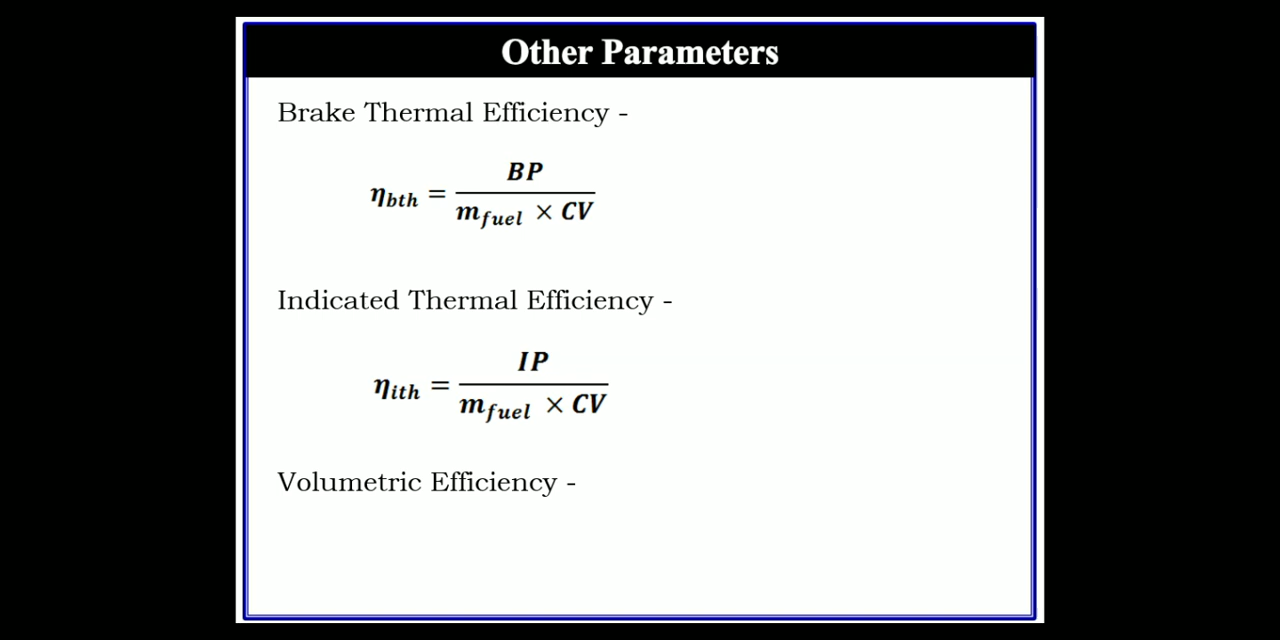 Other Parameters
Brake Thermal Efficiency -
η_bth = BP / (m_fuel × CV)
Indicated Thermal Efficiency -
η_ith = IP / (m_fuel × CV)
Volumetric Efficiency -